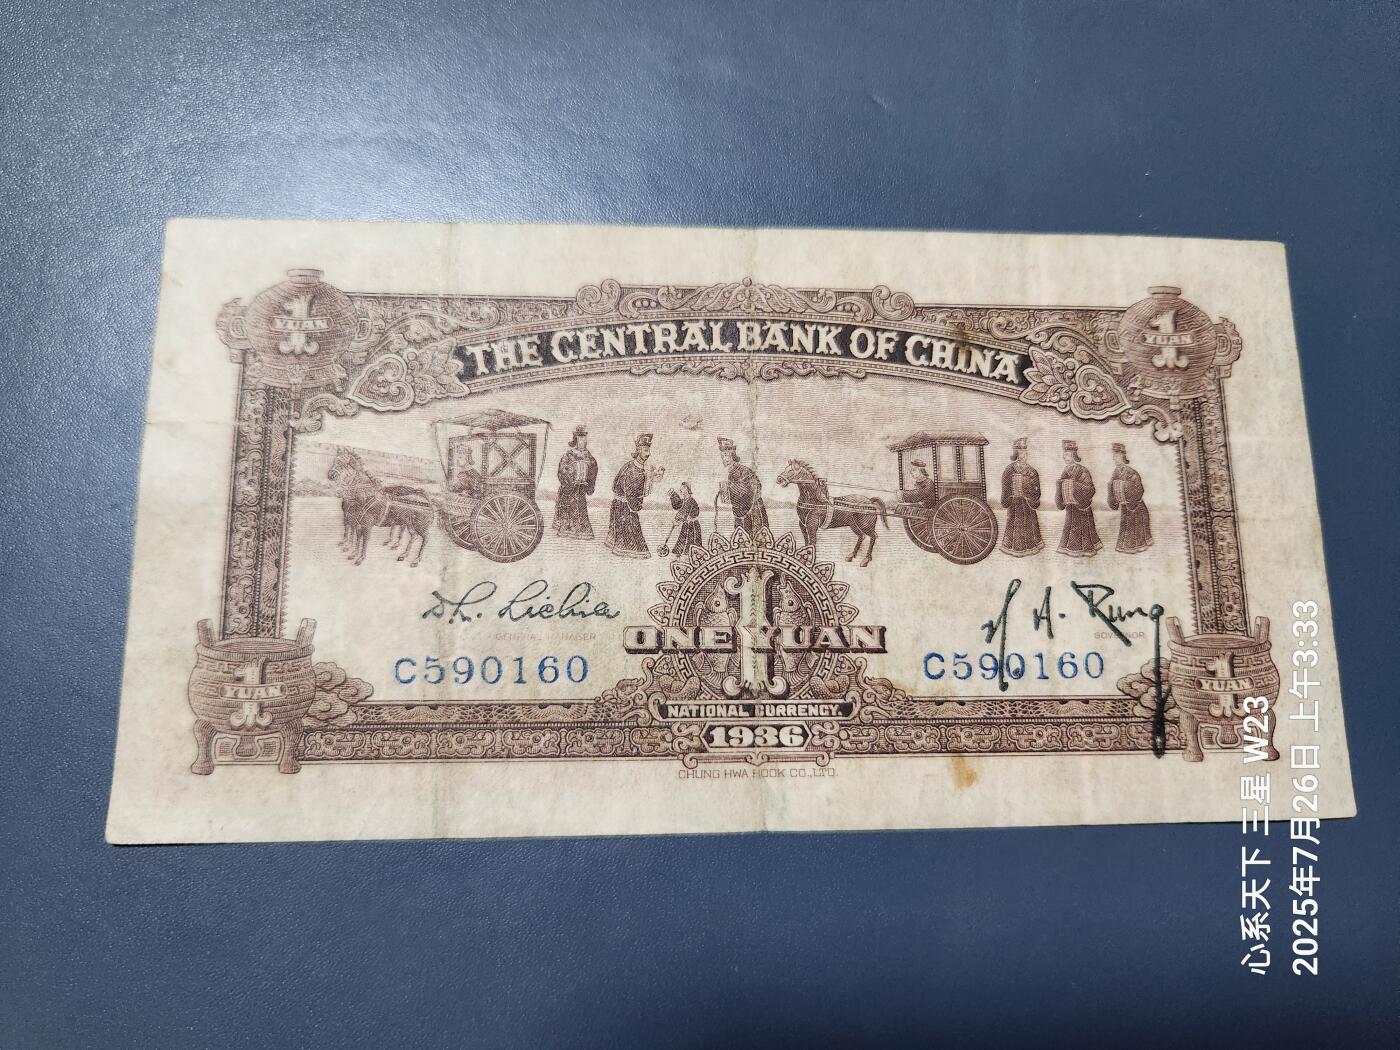 THE CENTRAL BANK OF CHINA
1
YUAN
1
YUAN
GENERAL MANAGER
GOVERNOR
H. H. Kung
1
ONE YUAN
C590160
C590160
1
YUAN
1
YUAN
NATIONAL CURRENCY.
1936
CHUNG HWA BOOK CO.,LTD.
心系天下 三星 W23
2025年7月26日 上午3:33